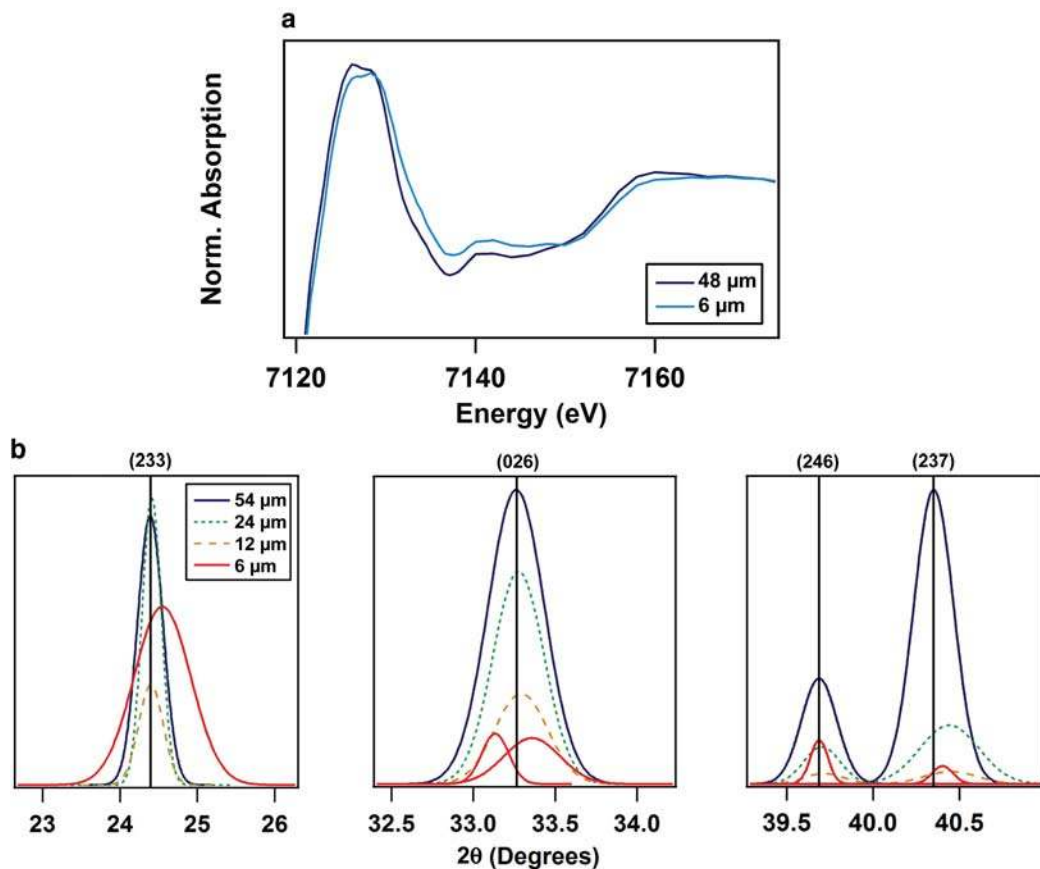 a
Norm. Absorption
48 µm
6 µm
7120 7140 7160
Energy (eV)
b
(233) (026) (246) (237)
54 µm
24 µm
12 µm
6 µm
23 24 25 26 32.5 33.0 33.5 34.0 39.5 40.0 40.5
2θ (Degrees)